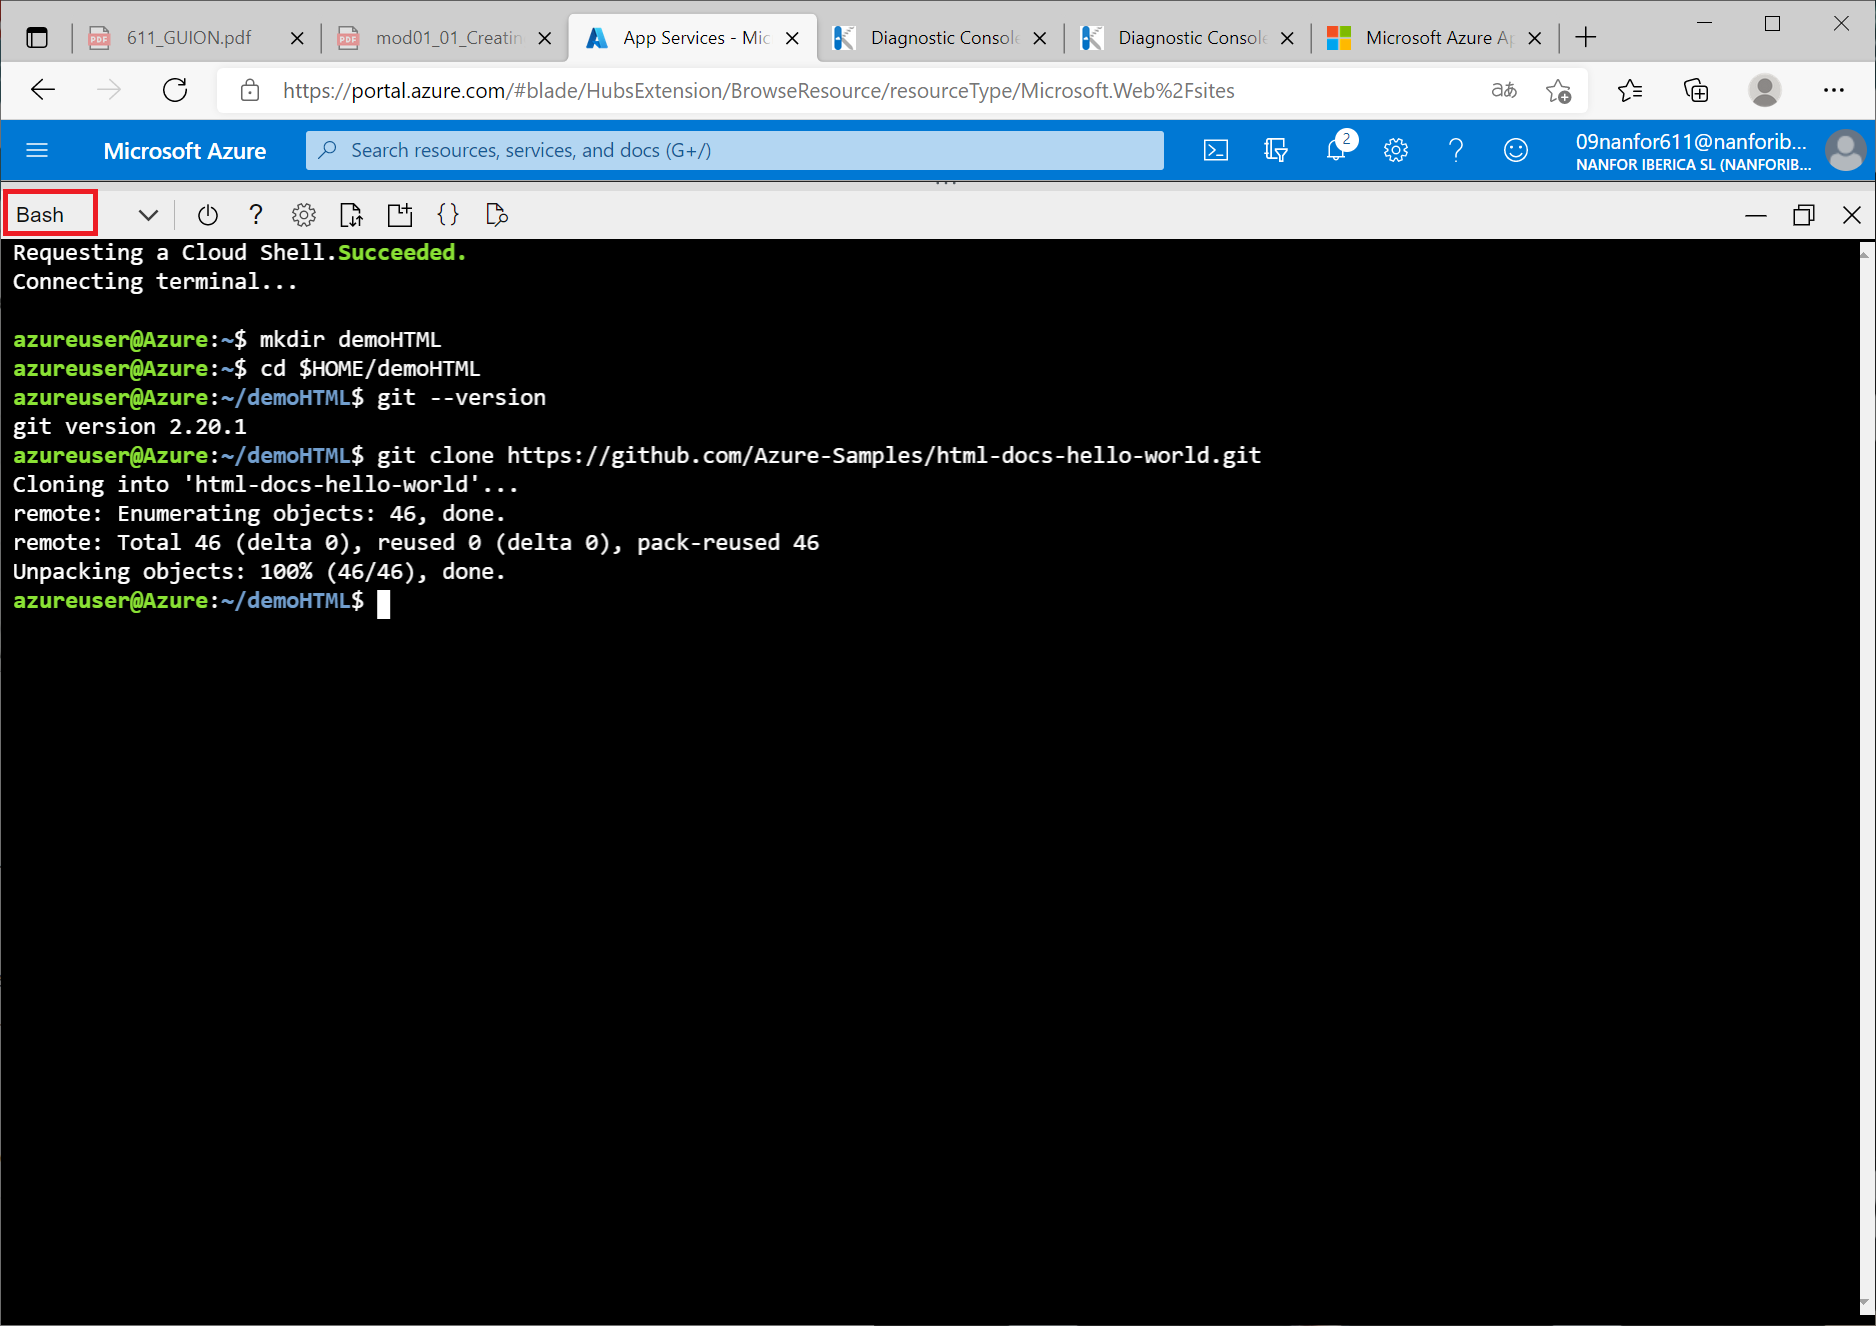 611_GUION.pdf
mod01_01_Creatin
App Services - Mic
Diagnostic Console
Diagnostic Console
Microsoft Azure Ap
https://portal.azure.com/#blade/HubsExtension/BrowseResource/resourceType/Microsoft.Web%2Fsites
aあ
Microsoft Azure
Search resources, services, and docs (G+/)
2
09nanfor611@nanforib...
NANFOR IBERICA SL (NANFORIB...
Bash
Requesting a Cloud Shell.Succeeded.
Connecting terminal...
azureuser@Azure:~$ mkdir demoHTML
azureuser@Azure:~$ cd $HOME/demoHTML
azureuser@Azure:~/demoHTML$ git --version
git version 2.20.1
azureuser@Azure:~/demoHTML$ git clone https://github.com/Azure-Samples/html-docs-hello-world.git
Cloning into 'html-docs-hello-world'...
remote: Enumerating objects: 46, done.
remote: Total 46 (delta 0), reused 0 (delta 0), pack-reused 46
Unpacking objects: 100% (46/46), done.
azureuser@Azure:~/demoHTML$